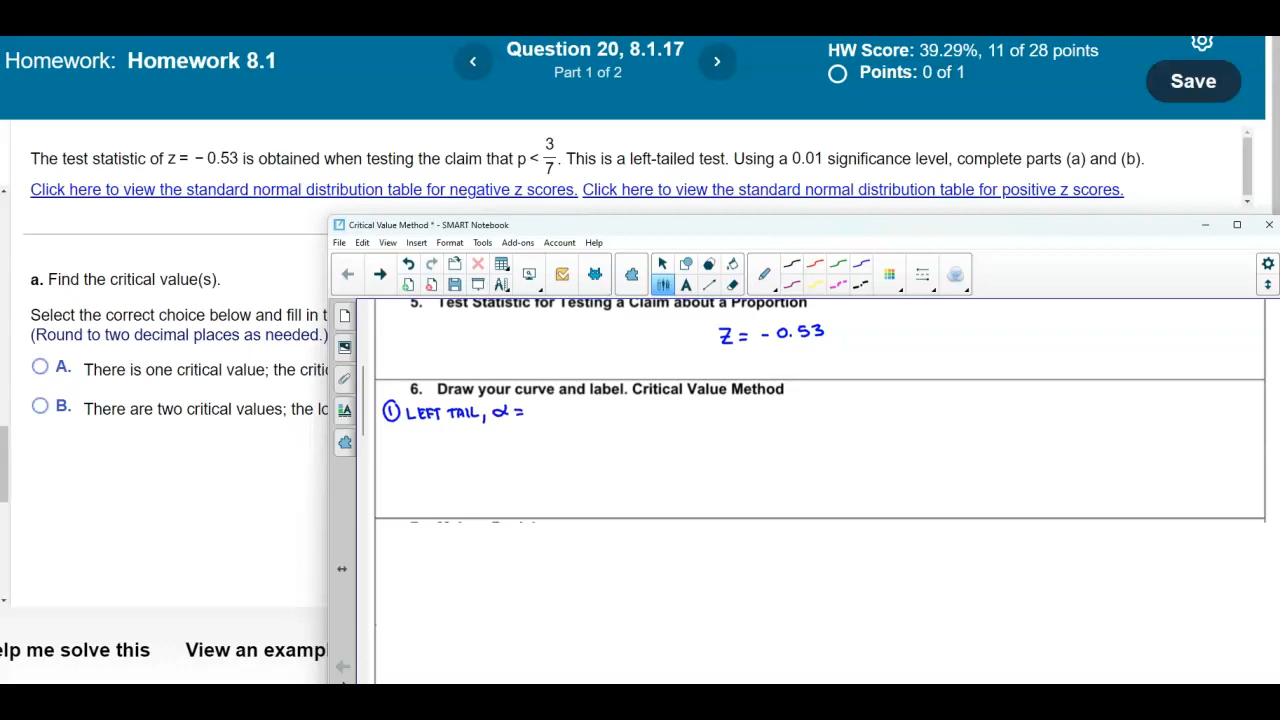 Homework: Homework 8.1
Question 20, 8.1.17
Part 1 of 2
HW Score: 39.29%, 11 of 28 points
Points: 0 of 1
Save
The test statistic of z = − 0.53 is obtained when testing the claim that p < 3/7. This is a left-tailed test. Using a 0.01 significance level, complete parts (a) and (b).
Click here to view the standard normal distribution table for negative z scores. Click here to view the standard normal distribution table for positive z scores.
a. Find the critical value(s).
Select the correct choice below and fill in t
(Round to two decimal places as needed.)
A. There is one critical value; the criti
B. There are two critical values; the lo
elp me solve this
View an examp
Critical Value Method * - SMART Notebook
File Edit View Insert Format Tools Add-ons Account Help
5. Test Statistic for Testing a Claim about a Proportion
Z = - 0.53
6. Draw your curve and label. Critical Value Method
① LEFT TAIL, α =